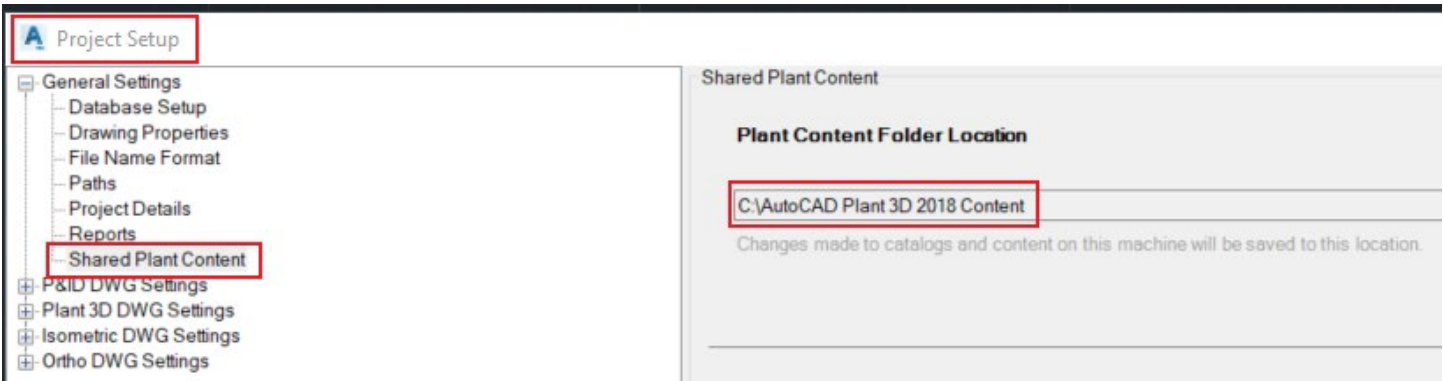 Project Setup
General Settings
Database Setup
Drawing Properties
File Name Format
Paths
Project Details
Reports
Shared Plant Content
P&ID DWG Settings
Plant 3D DWG Settings
Isometric DWG Settings
Ortho DWG Settings
Shared Plant Content
Plant Content Folder Location
C:\AutoCAD Plant 3D 2018 Content
Changes made to catalogs and content on this machine will be saved to this location.